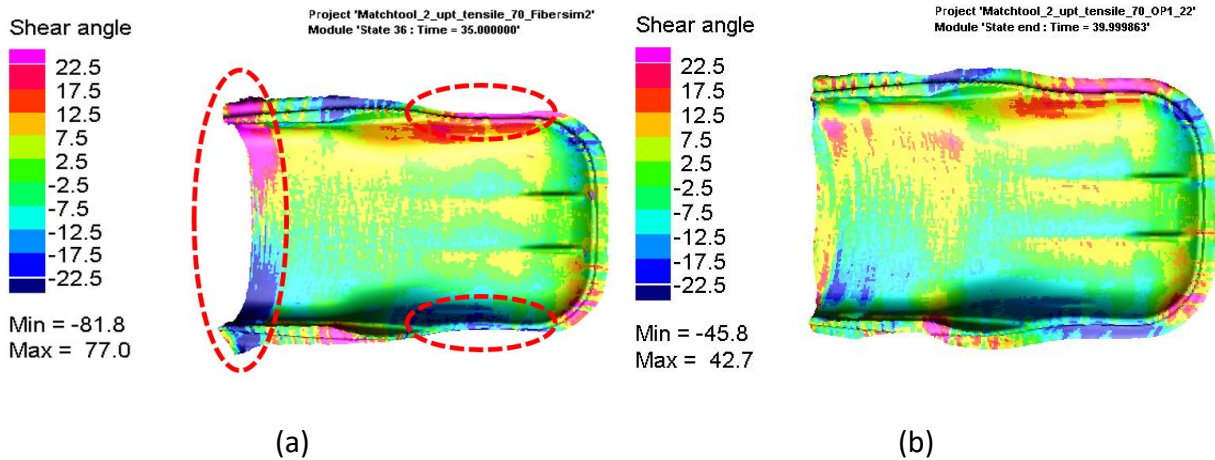 Project 'Matchtool_2_upt_tensile_70_Fibersim2'
Module 'State 36 : Time = 35.000000'
Shear angle
22.5
17.5
12.5
7.5
2.5
-2.5
-7.5
-12.5
-17.5
-22.5
Min = -81.8
Max = 77.0
(a)
Project 'Matchtool_2_upt_tensile_70_OP1_22'
Module 'State end : Time = 39.999863'
Shear angle
22.5
17.5
12.5
7.5
2.5
-2.5
-7.5
-12.5
-17.5
-22.5
Min = -45.8
Max = 42.7
(b)